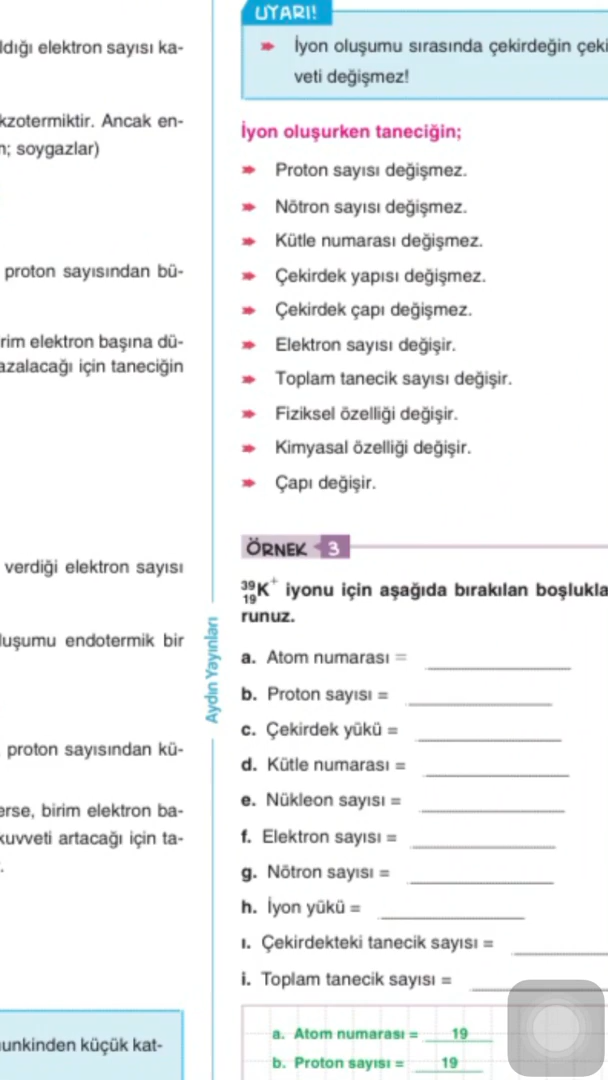 ldığı elektron sayısı ka-
kzotermiktir. Ancak en-
; soygazlar)
proton sayısından bü-
rim elektron başına dü-
azalacağı için taneciğin
verdiği elektron sayısı
luşumu endotermik bir
proton sayısından kü-
erse, birim elektron ba-
kuvveti artacağı için ta-
unkinden küçük kat-
Aydın Yayınları
UYARI!
İyon oluşumu sırasında çekirdeğin çeki
veti değişmez!
İyon oluşurken taneciğin;
Proton sayısı değişmez.
Nötron sayısı değişmez.
Kütle numarası değişmez.
Çekirdek yapısı değişmez.
Çekirdek çapı değişmez.
Elektron sayısı değişir.
Toplam tanecik sayısı değişir.
Fiziksel özelliği değişir.
Kimyasal özelliği değişir.
Çapı değişir.
ÖRNEK 3
³⁹₁₉K⁺ iyonu için aşağıda bırakılan boşlukla
runuz.
a. Atom numarası =
b. Proton sayısı =
c. Çekirdek yükü =
d. Kütle numarası =
e. Nükleon sayısı =
f. Elektron sayısı =
g. Nötron sayısı =
h. İyon yükü =
ı. Çekirdekteki tanecik sayısı =
i. Toplam tanecik sayısı =
a. Atom numarası = 19
b. Proton sayısı = 19